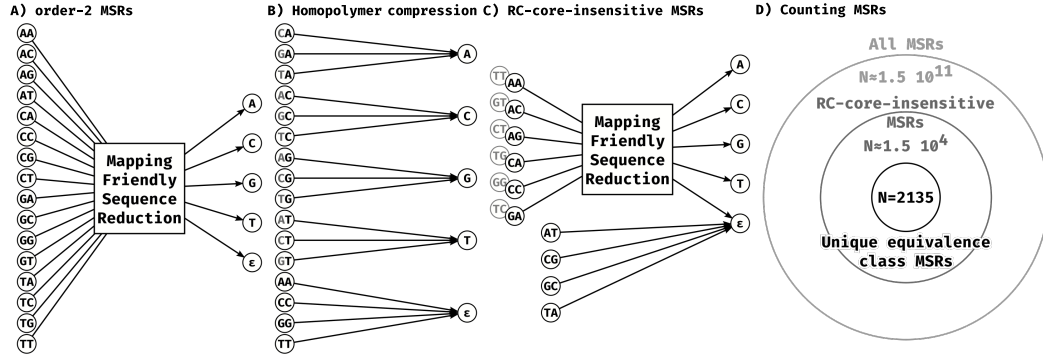 A) order-2 MSRs
AA
AC
AG
AT
CA
CC
CG
CT
GA
GC
GG
GT
TA
TC
TG
TT
Mapping
Friendly
Sequence
Reduction
A
C
G
T
ε
B) Homopolymer compression
CA
GA
TA
AC
GC
TC
AG
CG
TG
AT
CT
GT
AA
CC
GG
TT
A
C
G
T
ε
C) RC-core-insensitive MSRs
TT AA
GT AC
CT AG
TG CA
GG CC
TC GA
AT
CG
GC
TA
Mapping
Friendly
Sequence
Reduction
A
C
G
T
ε
D) Counting MSRs
All MSRs
N≈1.5 10^11
RC-core-insensitive
MSRs
N≈1.5 10^4
N=2135
Unique equivalence
class MSRs